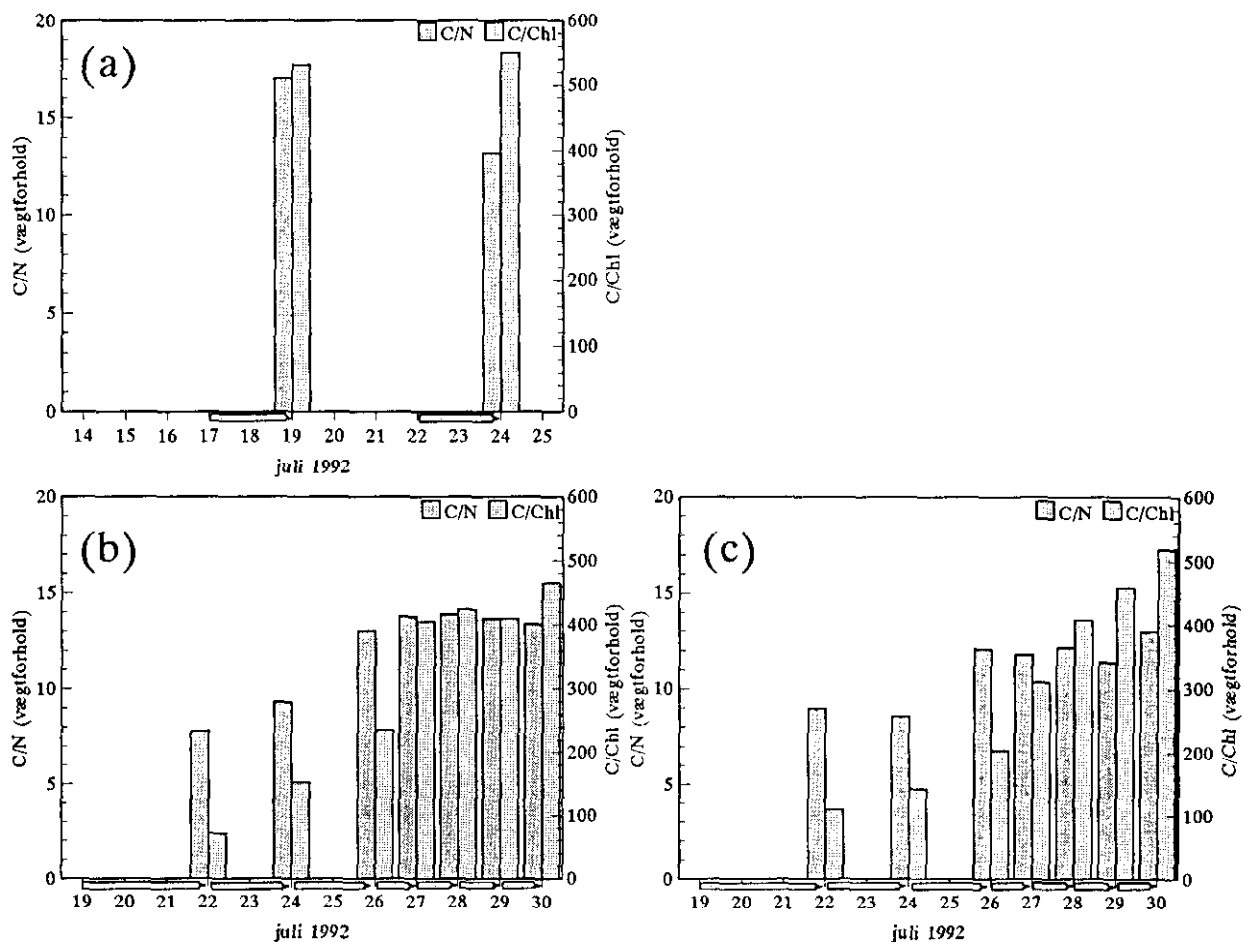 (a)
C/N C/Chl
20
15
10
5
0
C/N (vægtforhold)
600
500
400
300
200
100
0
C/Chl (vægtforhold)
14 15 16 17 18 19 20 21 22 23 24 25
juli 1992
(b)
C/N C/Chl
20
15
10
5
0
C/N (vægtforhold)
600
500
400
300
200
100
0
C/Chl (vægtforhold)
19 20 21 22 23 24 25 26 27 28 29 30
juli 1992
(c)
C/N C/Chl
20
15
10
5
0
C/N (vægtforhold)
600
500
400
300
200
100
0
C/Chl (vægtforhold)
19 20 21 22 23 24 25 26 27 28 29 30
juli 1992